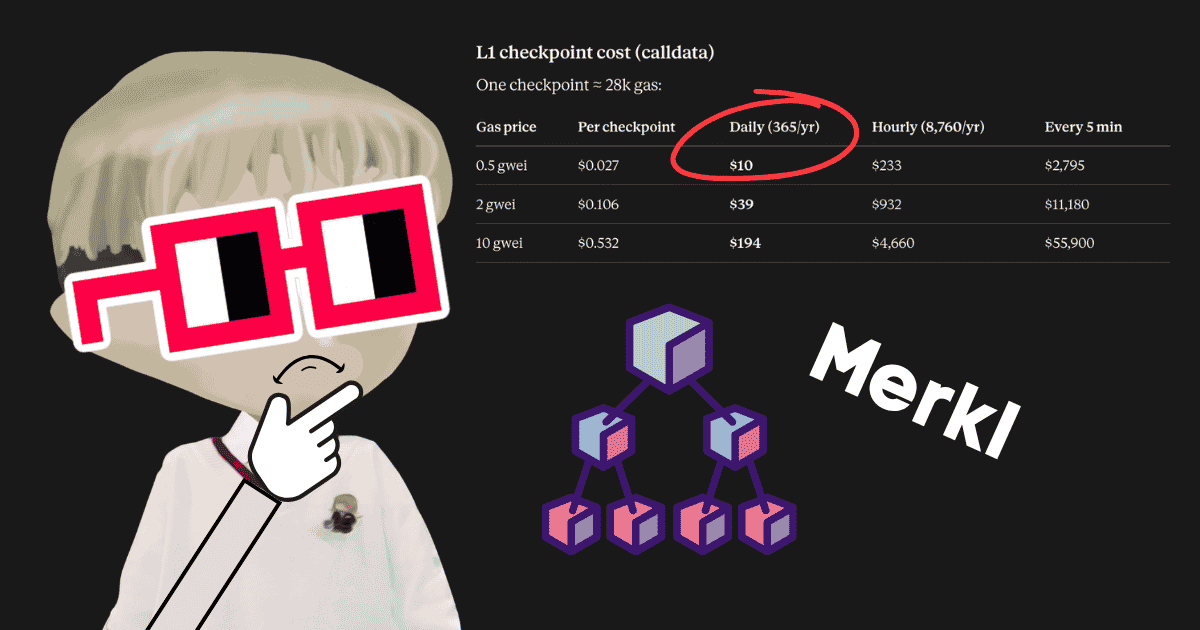 L1 checkpoint cost (calldata)
One checkpoint ≈ 28k gas:
Gas price Per checkpoint Daily (365/yr) Hourly (8,760/yr) Every 5 min
0.5 gwei $0.027 $10 $233 $2,795
2 gwei $0.106 $39 $932 $11,180
10 gwei $0.532 $194 $4,660 $55,900
Merkl